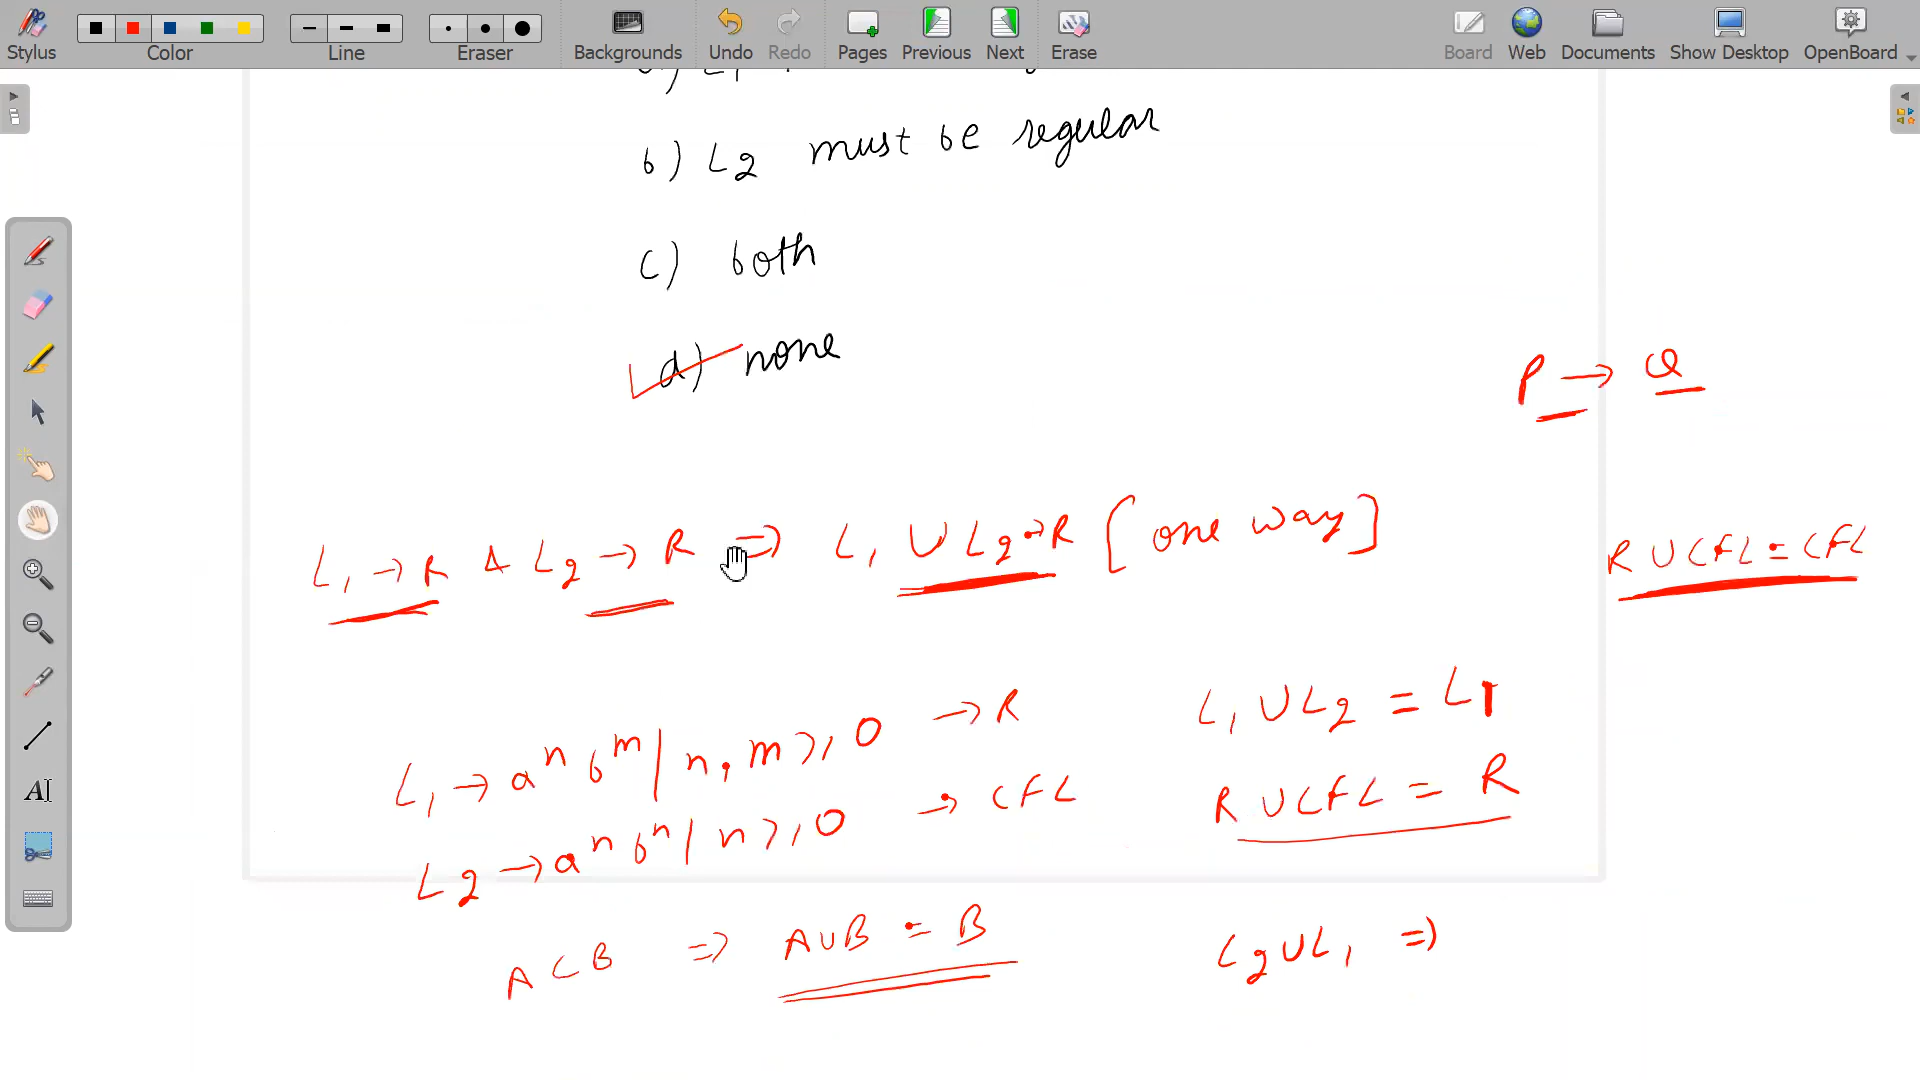 Stylus Color Line Eraser Backgrounds Undo Redo Pages Previous Next Erase Board Web Documents Show Desktop OpenBoard
b) L2 must be regular
c) both
d) none
P → Q
L1 → R & L2 → R ⇒ L1 ∪ L2 → R [one way]
R ∪ CFL = CFL
L1 → a^n b^m | n, m ≥ 0 → R
L1 ∪ L2 = L1
L2 → a^n b^n | n ≥ 0 → CFL
R ∪ CFL = R
A ⊂ B ⇒ A ∪ B = B
L2 ∪ L1 ⇒